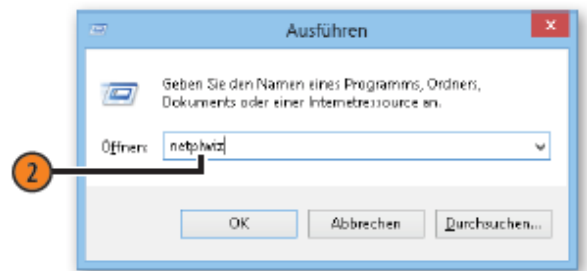 Ausführen
Geben Sie den Namen eines Programms, Ordners,
Dokuments oder einer Internetressource an.
Öffnen: netplwiz
2
OK Abbrechen Durchsuchen...